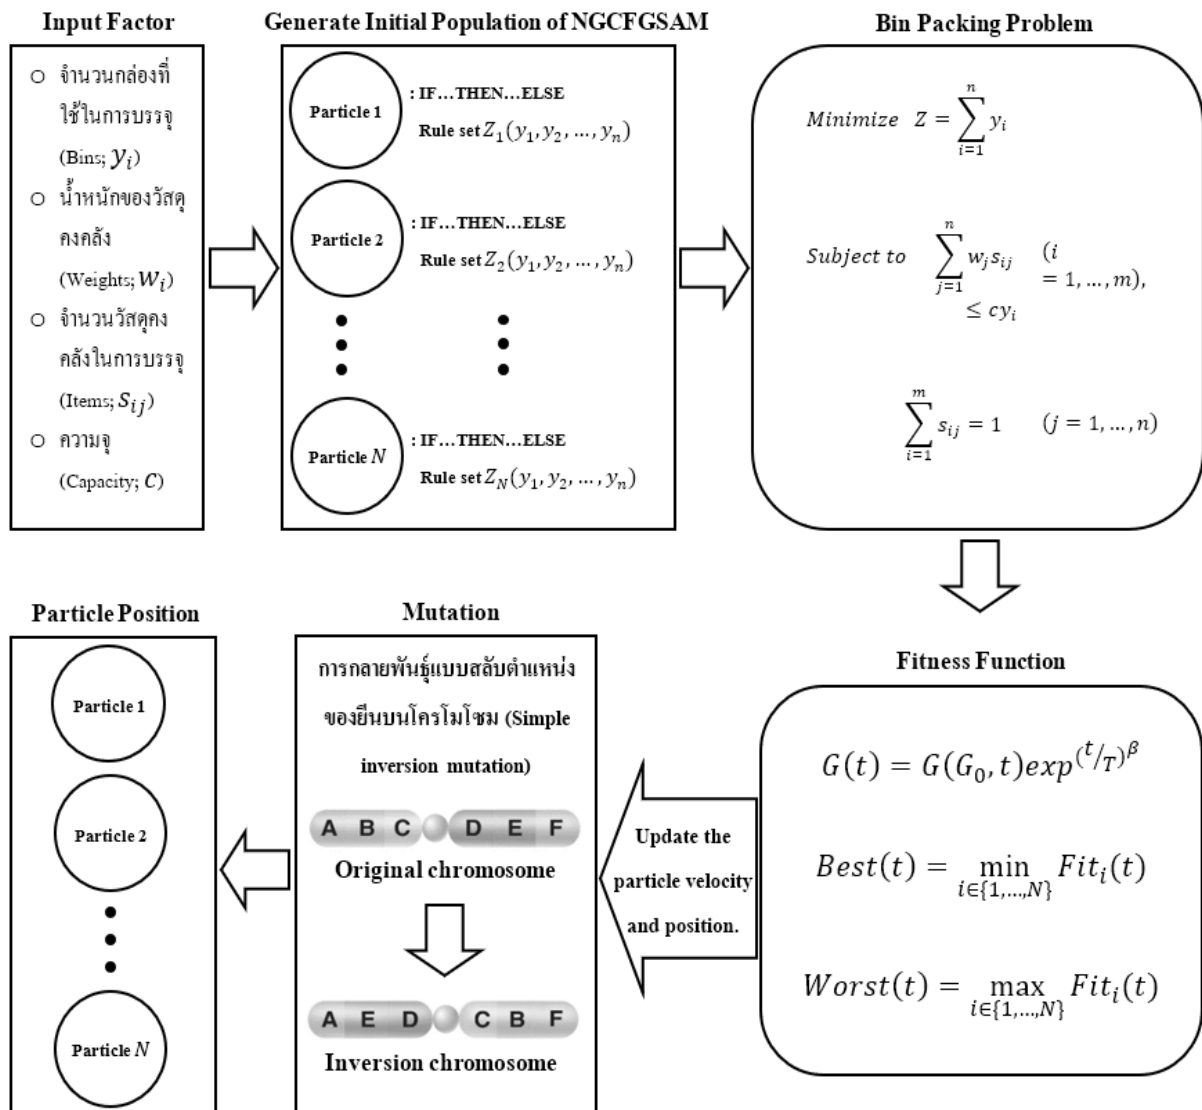 Input Factor
จำนวนกล่องที่
ใช้ในการบรรจุ
(Bins; y_i)
น้ำหนักของวัสดุ
คงคลัง
(Weights; w_i)
จำนวนวัสดุคง
คลังในการบรรจุ
(Items; s_{ij})
ความจุ
(Capacity; c)
Generate Initial Population of NGCFGSAM
Particle 1
: IF...THEN...ELSE
Rule set Z_1(y_1, y_2, ..., y_n)
Particle 2
: IF...THEN...ELSE
Rule set Z_2(y_1, y_2, ..., y_n)
Particle N
: IF...THEN...ELSE
Rule set Z_N(y_1, y_2, ..., y_n)
Bin Packing Problem
Minimize Z = \sum_{i=1}^{n} y_i
Subject to \sum_{j=1}^{n} w_j s_{ij} (i
≤ cy_i = 1, ..., m),
\sum_{i=1}^{m} s_{ij} = 1 (j = 1, ..., n)
Fitness Function
G(t) = G(G_0, t)exp^{(t/T)^β}
Best(t) = min_{i∈{1,...,N}} Fit_i(t)
Worst(t) = max_{i∈{1,...,N}} Fit_i(t)
Update the
particle velocity
and position.
Mutation
การกลายพันธุ์แบบสลับตำแหน่ง
ของยีนบนโครโมโซม (Simple
inversion mutation)
A B C D E F
Original chromosome
A E D C B F
Inversion chromosome
Particle Position
Particle 1
Particle 2
Particle N